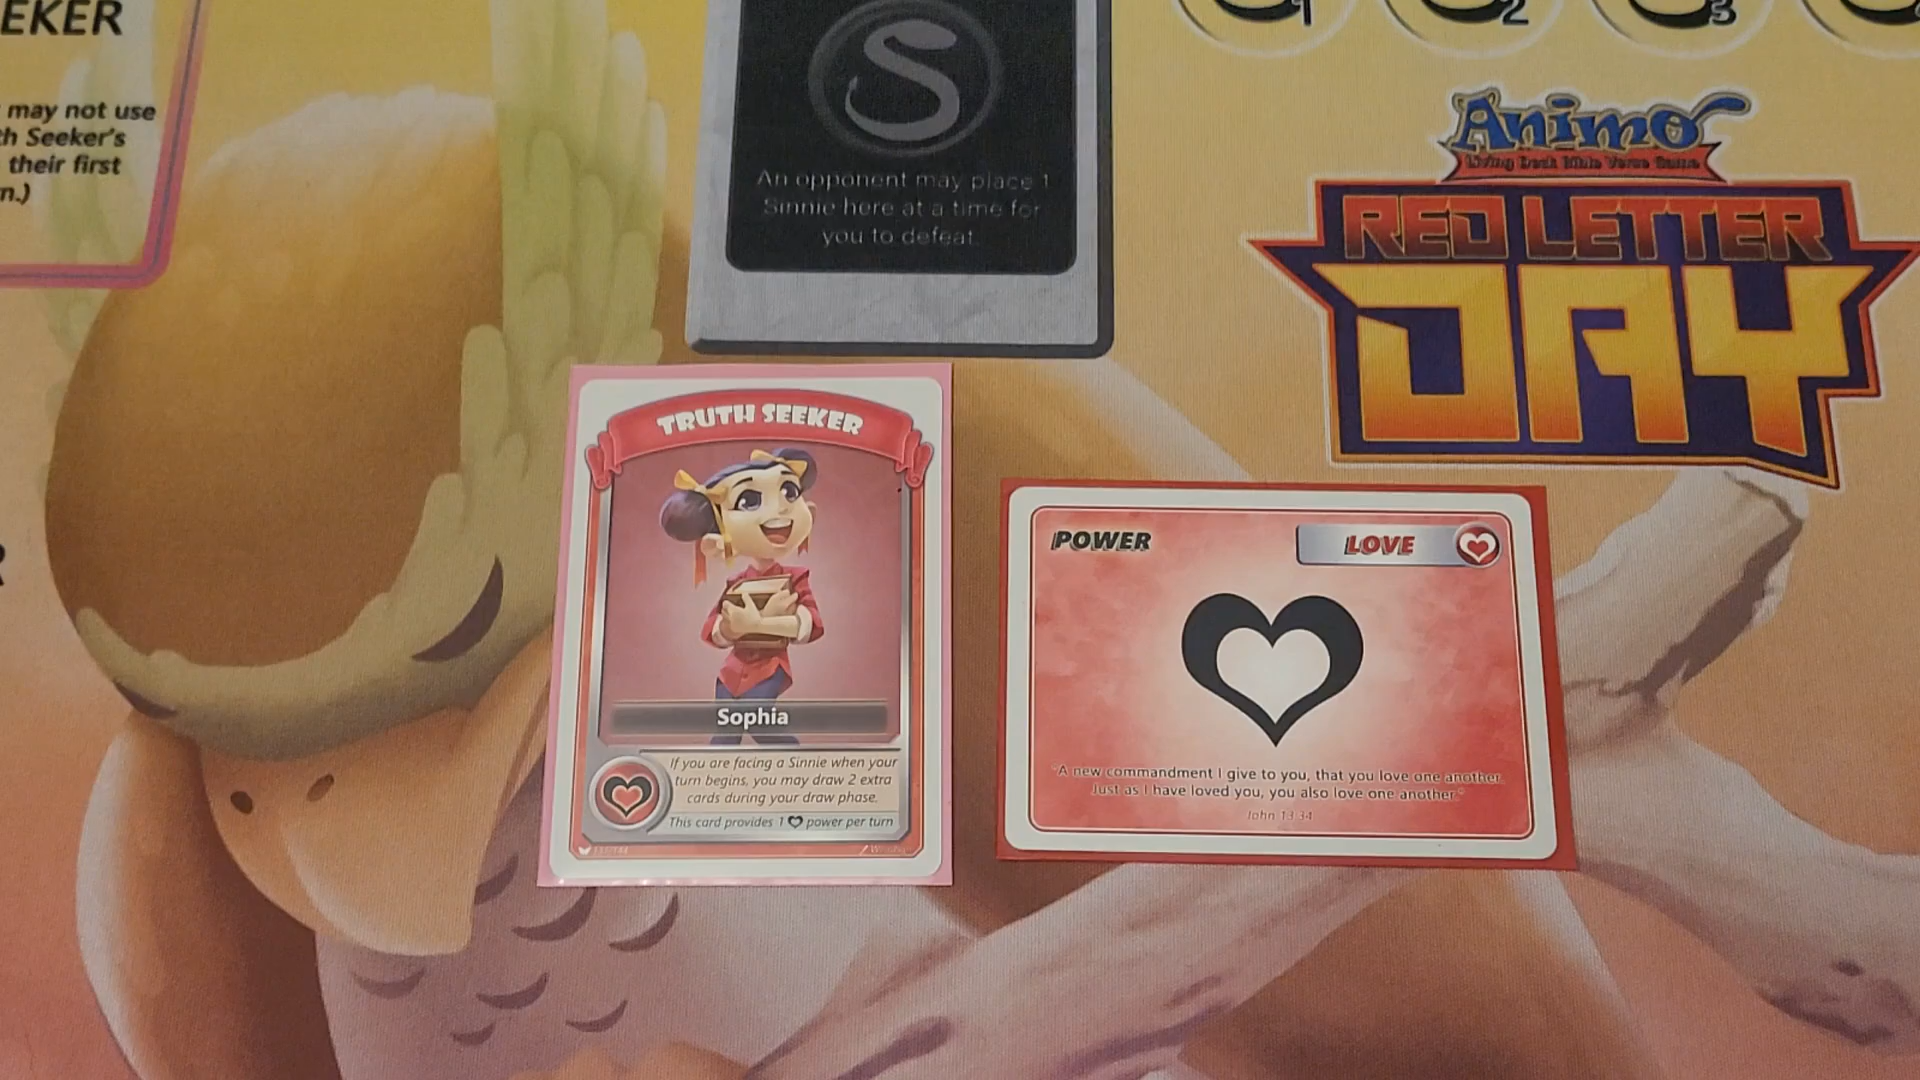 EKER
may not use
th Seeker's
their first
n.)
S
An opponent may place 1
Sinnie here at a time for
you to defeat.
1
2
3
Animo
Living Deck Bible Verse Game
RED LETTER
DAY
TRUTH SEEKER
Sophia
If you are facing a Sinnie when your
turn begins, you may draw 2 extra
cards during your draw phase.
This card provides 1 power per turn
POWER
LOVE
"A new commandment I give to you, that you love one another.
Just as I have loved you, you also love one another."
John 13:34
R